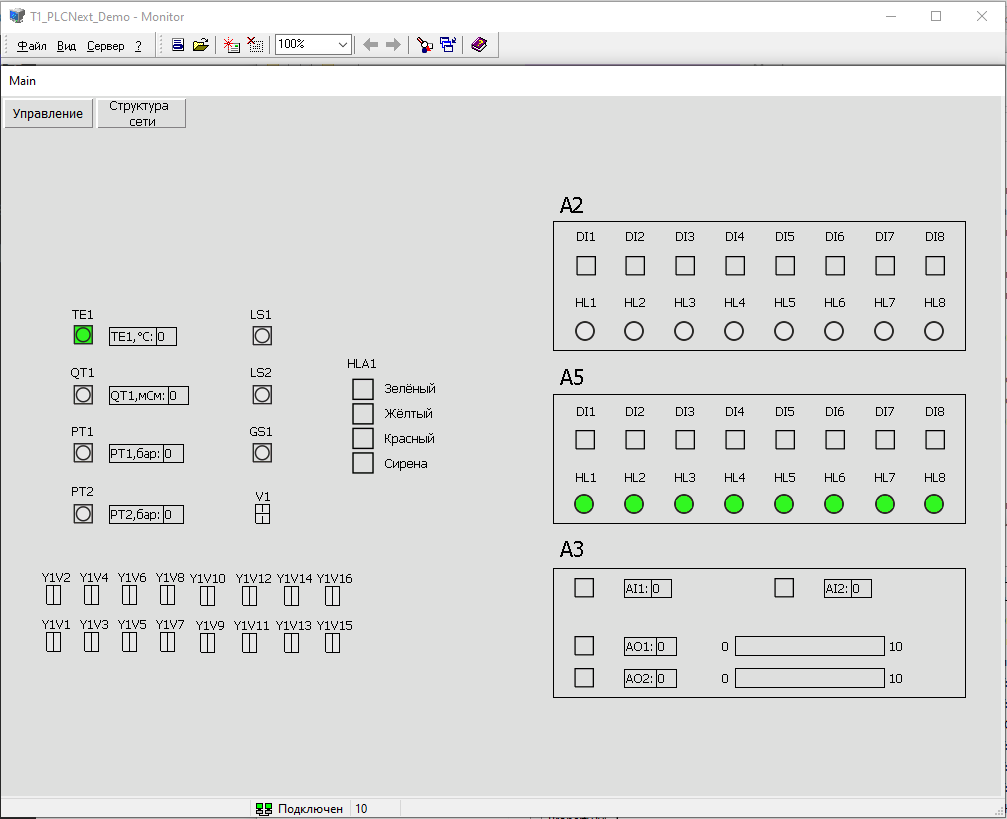 T1_PLCNext_Demo - Monitor
Файл Вид Сервер ? 100%
Main
Управление
Структура
сети
A2
DI1 DI2 DI3 DI4 DI5 DI6 DI7 DI8
HL1 HL2 HL3 HL4 HL5 HL6 HL7 HL8
TE1 LS1
TE1,°C: 0
HLA1
QT1 LS2
QT1,мСм: 0
Зелёный
Жёлтый
Красный
Сирена
PT1 GS1
PT1,бар: 0
PT2 V1
PT2,бар: 0
A5
DI1 DI2 DI3 DI4 DI5 DI6 DI7 DI8
HL1 HL2 HL3 HL4 HL5 HL6 HL7 HL8
A3
AI1: 0 AI2: 0
AO1: 0 0 10
AO2: 0 0 10
Y1V2 Y1V4 Y1V6 Y1V8 Y1V10 Y1V12 Y1V14 Y1V16
Y1V1 Y1V3 Y1V5 Y1V7 Y1V9 Y1V11 Y1V13 Y1V15
Подключен 10